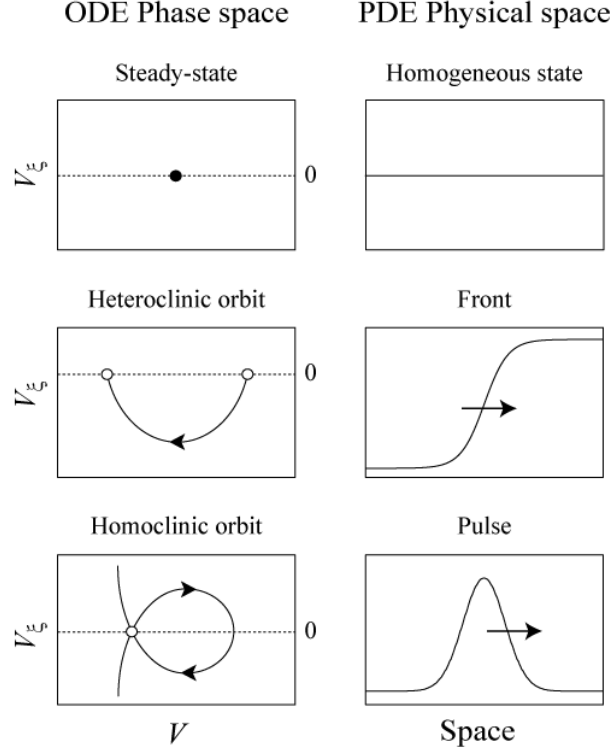 ODE Phase space PDE Physical space
Steady-state Homogeneous state
Vξ 0
Heteroclinic orbit Front
Vξ 0
Homoclinic orbit Pulse
Vξ 0
V Space